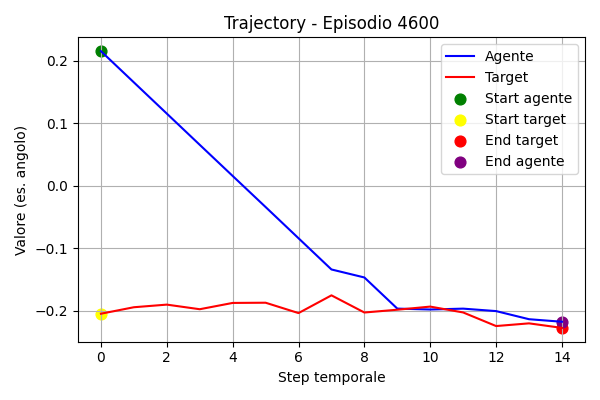 Trajectory - Episodio 4600
Valore (es. angolo)
0.2
0.1
0.0
−0.1
−0.2
Agente
Target
Start agente
Start target
End target
End agente
0 2 4 6 8 10 12 14
Step temporale